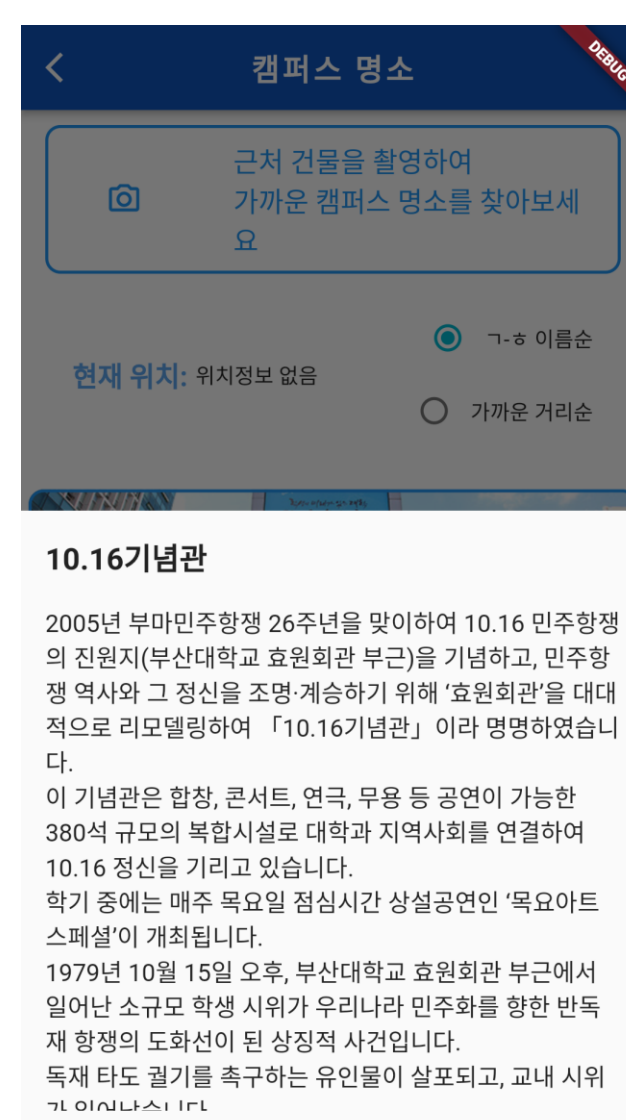 캠퍼스 명소
DEBUG
근처 건물을 촬영하여
가까운 캠퍼스 명소를 찾아보세
요
ㄱ-ㅎ 이름순
현재 위치: 위치정보 없음
가까운 거리순
10.16기념관
2005년 부마민주항쟁 26주년을 맞이하여 10.16 민주항쟁
의 진원지(부산대학교 효원회관 부근)을 기념하고, 민주항
쟁 역사와 그 정신을 조명·계승하기 위해 ‘효원회관’을 대대
적으로 리모델링하여 「10.16기념관」이라 명명하였습니
다.
이 기념관은 합창, 콘서트, 연극, 무용 등 공연이 가능한
380석 규모의 복합시설로 대학과 지역사회를 연결하여
10.16 정신을 기리고 있습니다.
학기 중에는 매주 목요일 점심시간 상설공연인 ‘목요아트
스페셜’이 개최됩니다.
1979년 10월 15일 오후, 부산대학교 효원회관 부근에서
일어난 소규모 학생 시위가 우리나라 민주화를 향한 반독
재 항쟁의 도화선이 된 상징적 사건입니다.
독재 타도 궐기를 촉구하는 유인물이 살포되고, 교내 시위
가 일어났습니다